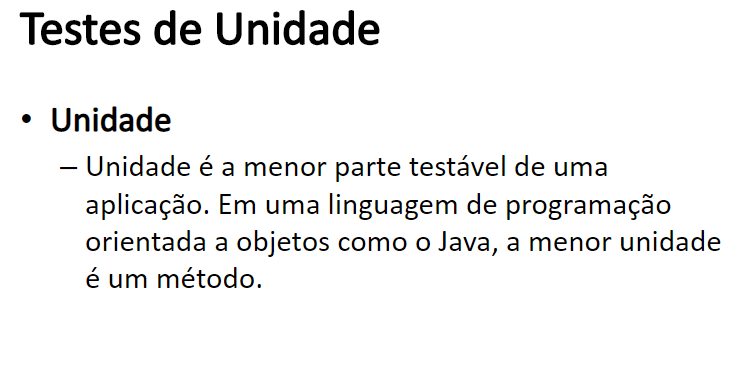 Testes de Unidade
• Unidade
– Unidade é a menor parte testável de uma
aplicação. Em uma linguagem de programação
orientada a objetos como o Java, a menor unidade
é um método.